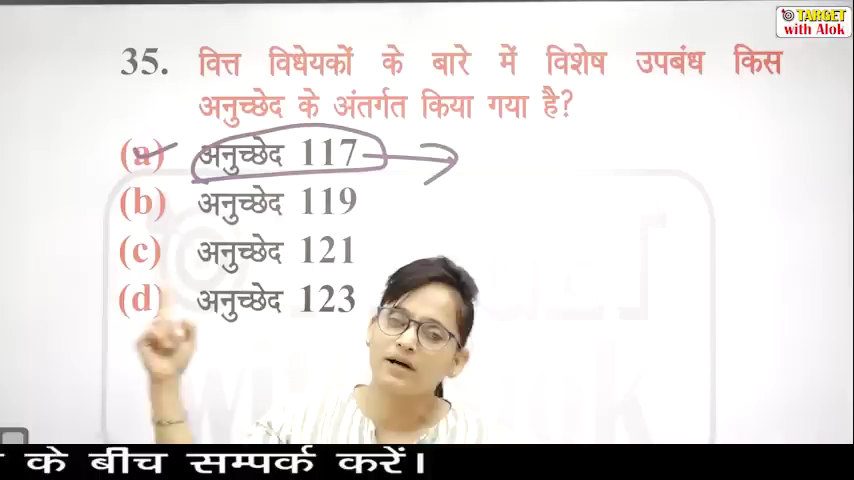 TARGET
with Alok
35. वित्त विधेयकों के बारे में विशेष उपबंध किस
अनुच्छेद के अंतर्गत किया गया है?
(a) अनुच्छेद 117
(b) अनुच्छेद 119
(c) अनुच्छेद 121
(d) अनुच्छेद 123
के बीच सम्पर्क करें।